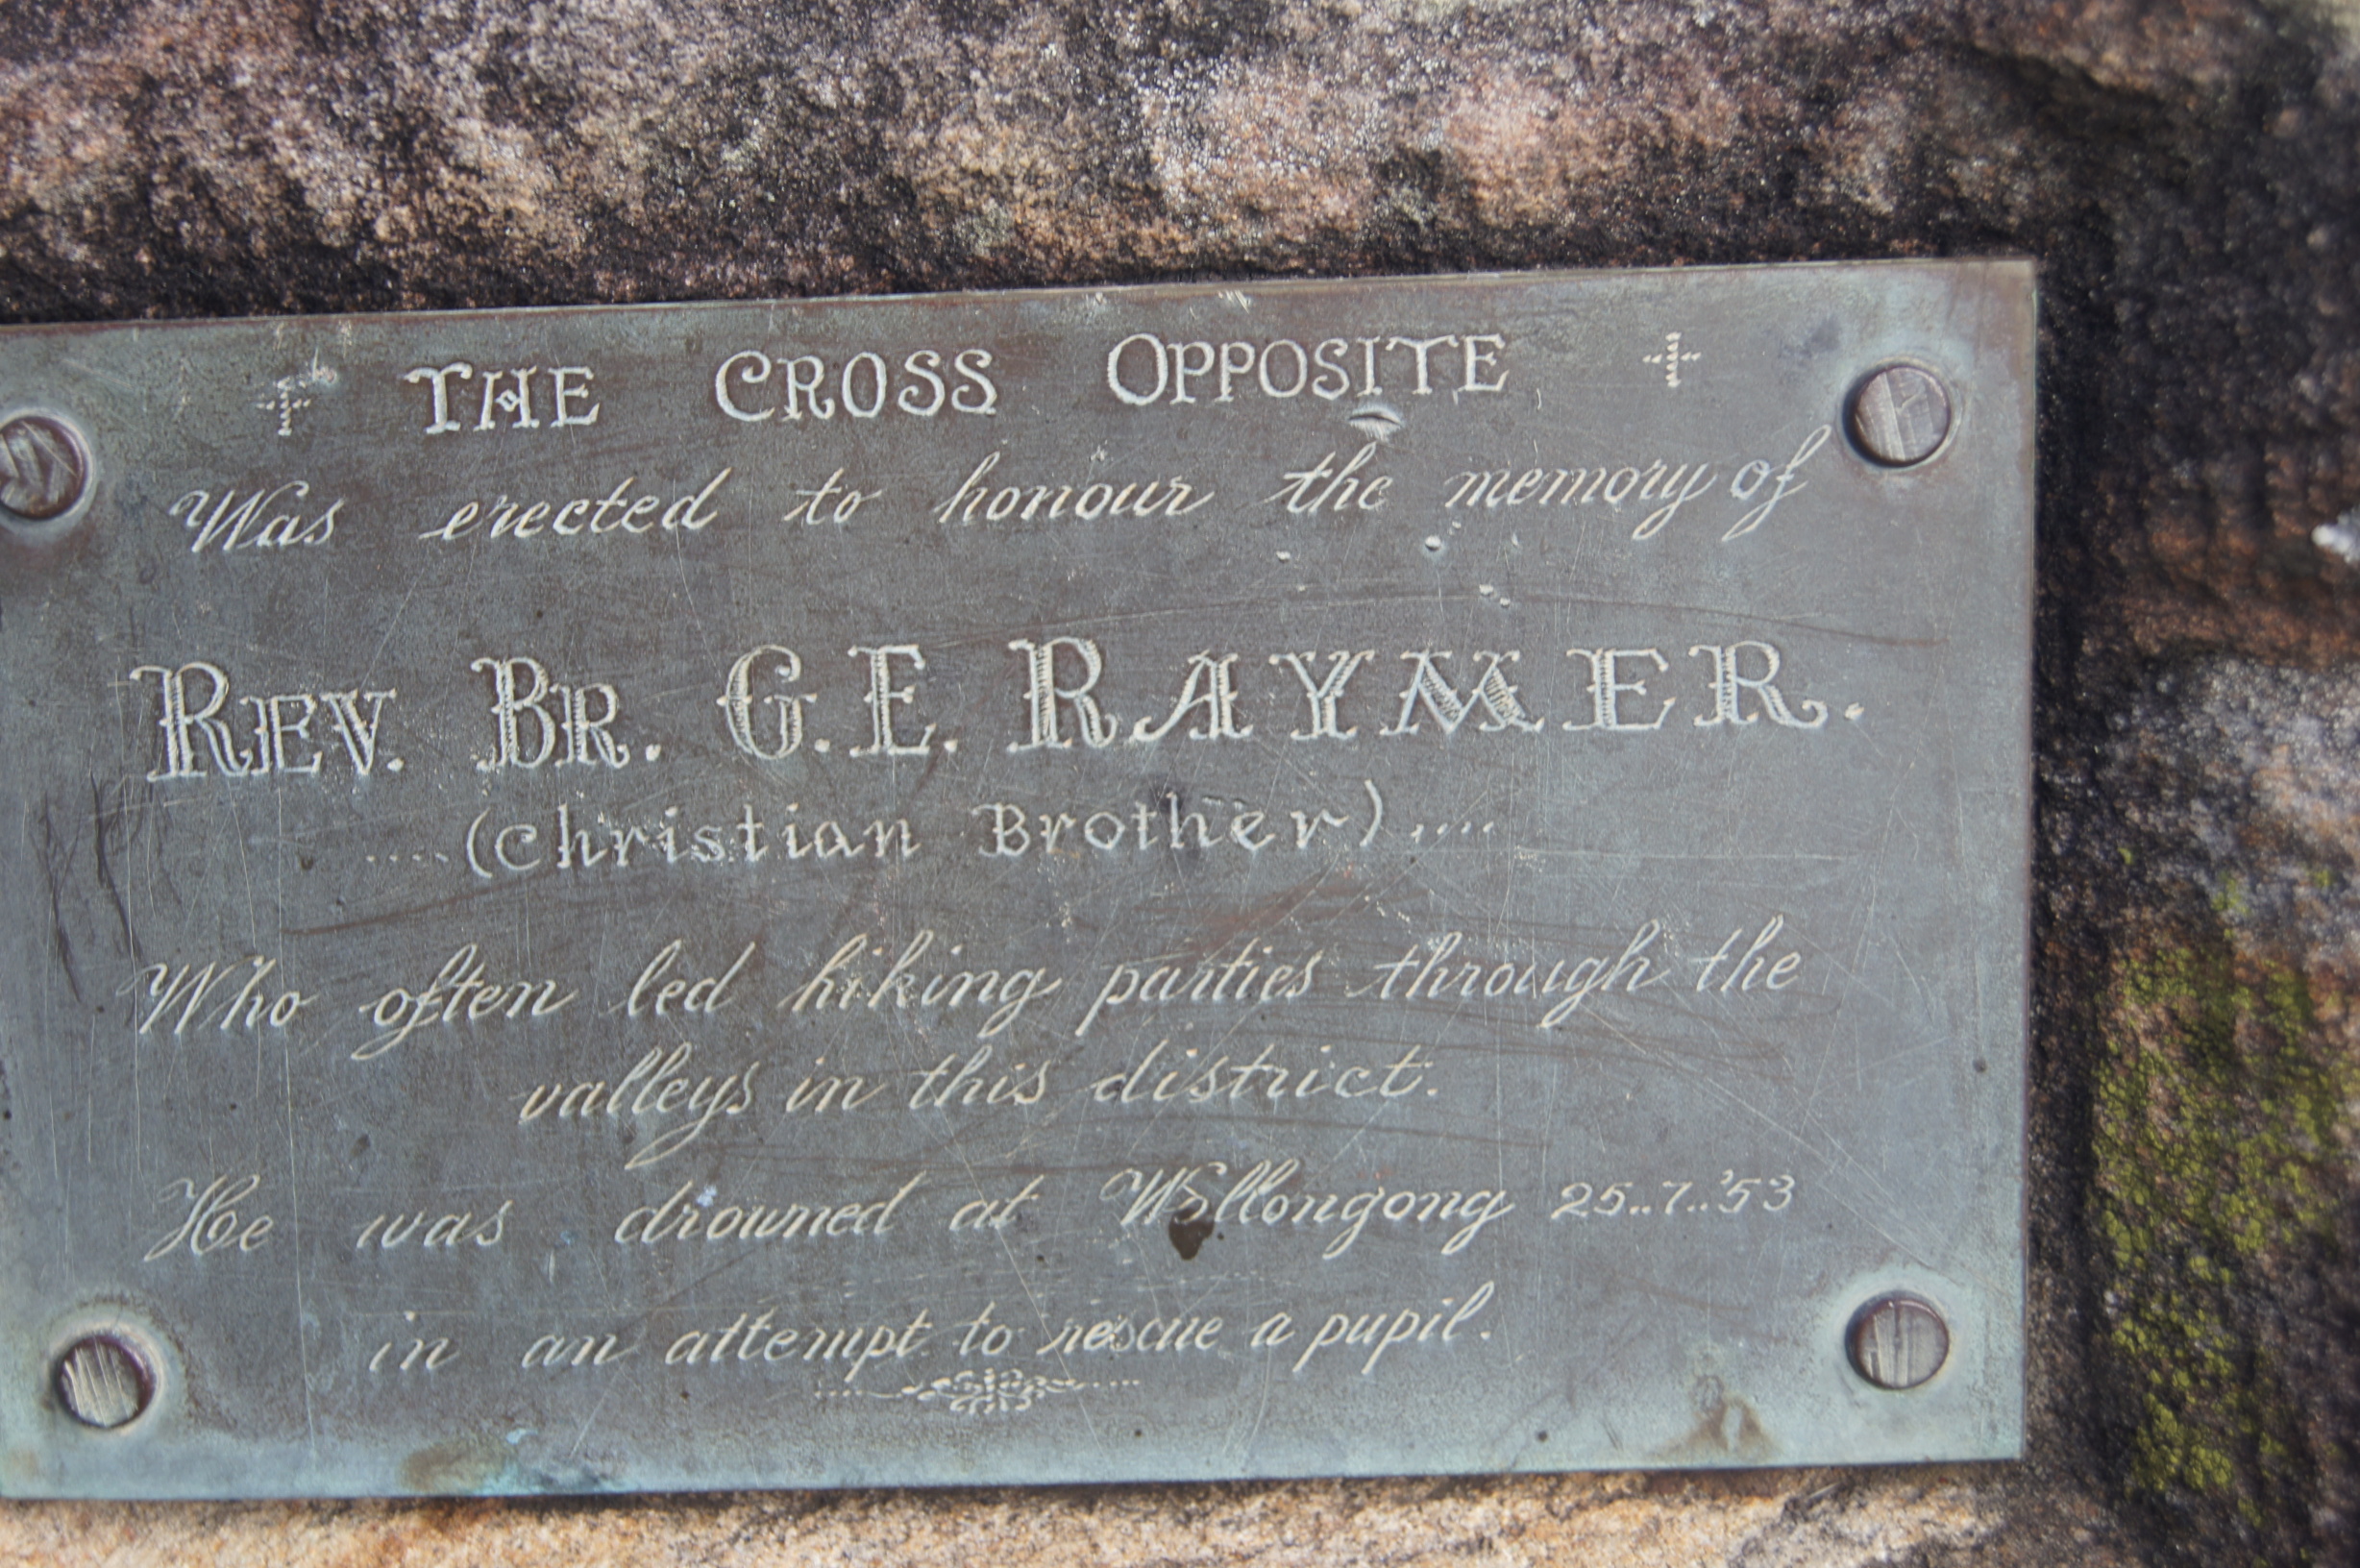 THE CROSS OPPOSITE
Was erected to honour the memory of
REV. BR. G.E. RAYMER.
....(Christian Brother)....
Who often led hiking parties through the
valleys in this district.
He was drowned at Wollongong 25..7..'53
in an attempt to rescue a pupil.